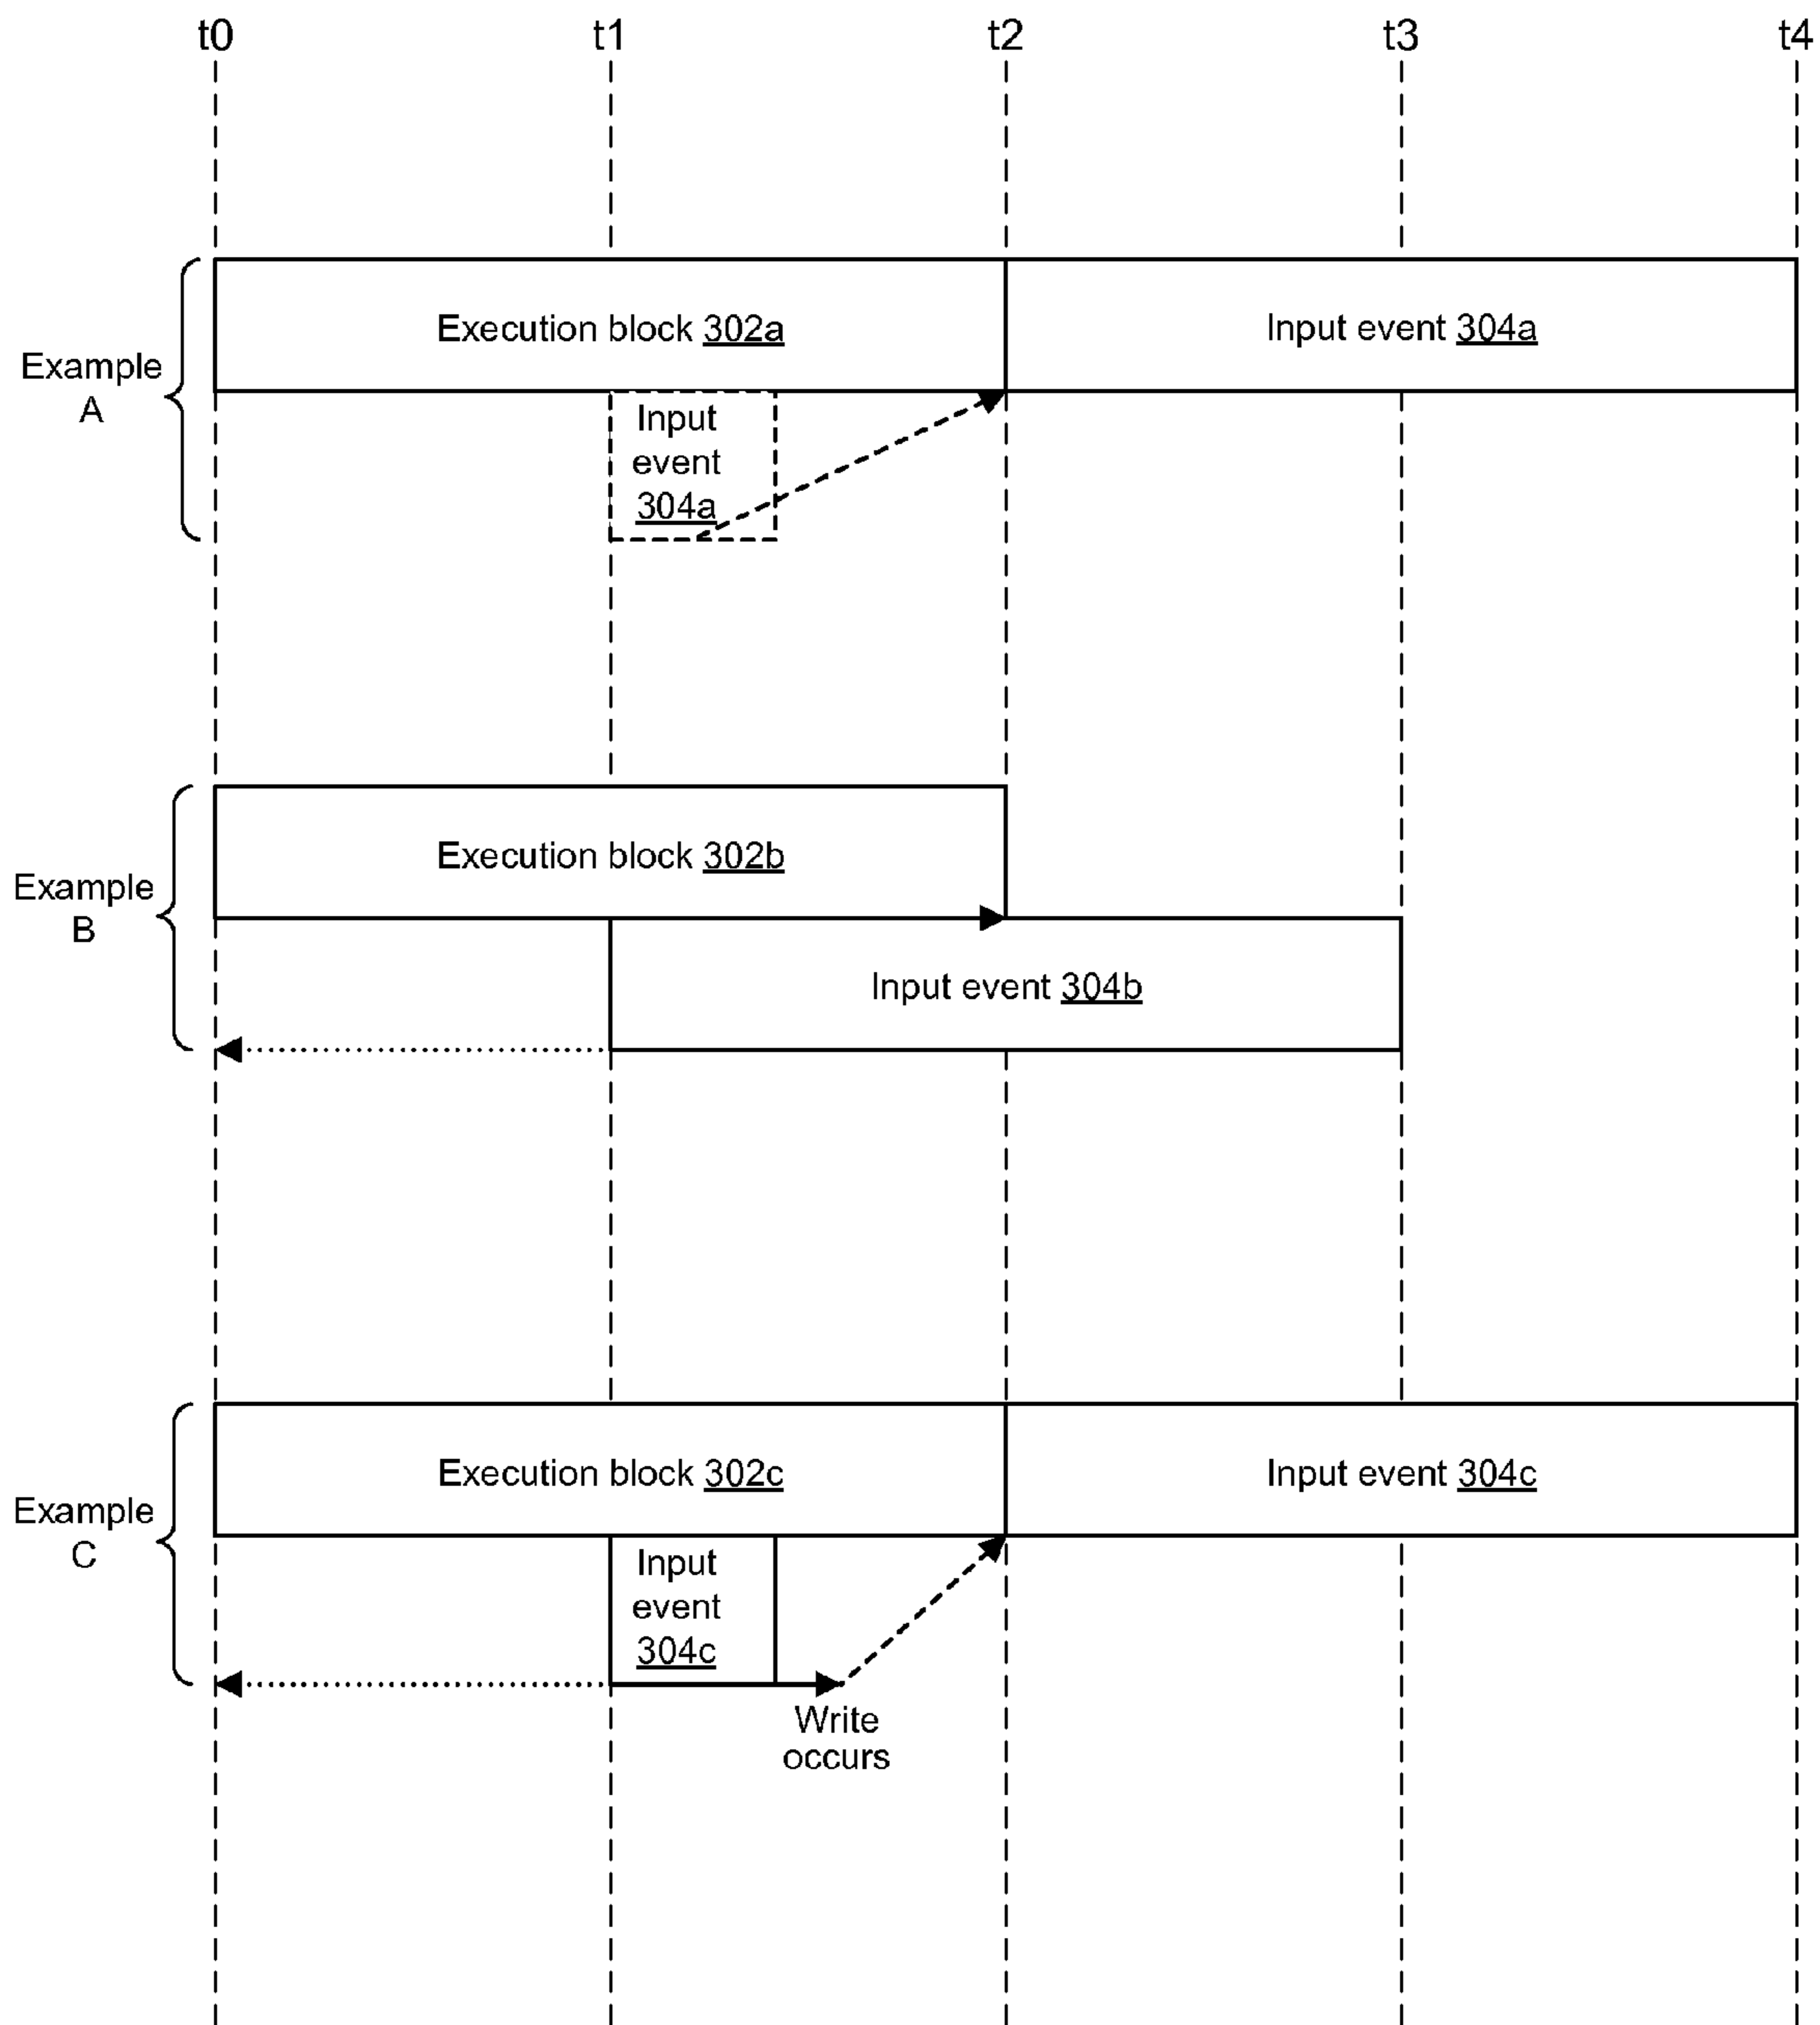 t0 t1 t2 t3 t4
Execution block 302a
Input event 304a
Example
A
Input
event
304a
Execution block 302b
Example
B
Input event 304b
Execution block 302c
Input event 304c
Example
C
Input
event
304c
Write
occurs